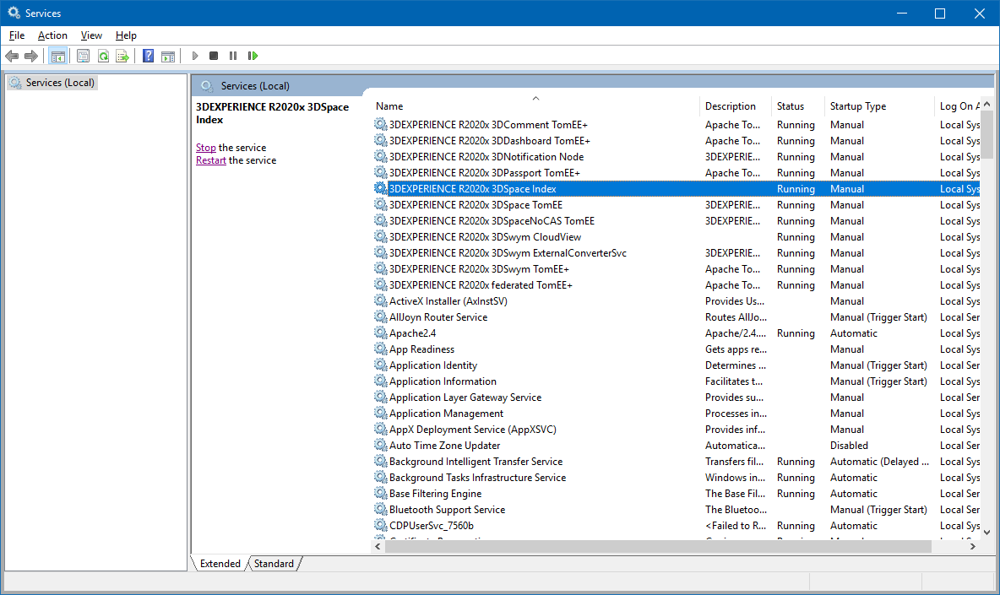 Services
File Action View Help
Services (Local)
Services (Local)
3DEXPERIENCE R2020x 3DSpace
Index
Stop the service
Restart the service
Name Description Status Startup Type Log On A
3DEXPERIENCE R2020x 3DComment TomEE+ Apache To... Running Manual Local Sys
3DEXPERIENCE R2020x 3DDashboard TomEE+ Apache To... Running Manual Local Sys
3DEXPERIENCE R2020x 3DNotification Node 3DEXPERIE... Running Manual Local Sys
3DEXPERIENCE R2020x 3DPassport TomEE+ Apache To... Running Manual Local Sys
3DEXPERIENCE R2020x 3DSpace Index Running Manual Local Sys
3DEXPERIENCE R2020x 3DSpace TomEE 3DEXPERIE... Running Manual Local Sys
3DEXPERIENCE R2020x 3DSpaceNoCAS TomEE 3DEXPERIE... Running Manual Local Sys
3DEXPERIENCE R2020x 3DSwym CloudView Running Manual Local Sys
3DEXPERIENCE R2020x 3DSwym ExternalConverterSvc 3DEXPERIE... Running Manual Local Sys
3DEXPERIENCE R2020x 3DSwym TomEE+ Apache To... Running Manual Local Sys
3DEXPERIENCE R2020x federated TomEE+ Apache To... Running Manual Local Sys
ActiveX Installer (AxInstSV) Provides Us... Manual Local Sys
AllJoyn Router Service Routes AllJo... Manual (Trigger Start) Local Ser
Apache2.4 Apache/2.4.... Running Automatic Local Sys
App Readiness Gets apps re... Manual Local Sys
Application Identity Determines ... Manual (Trigger Start) Local Ser
Application Information Facilitates t... Manual (Trigger Start) Local Sys
Application Layer Gateway Service Provides su... Manual Local Ser
Application Management Processes in... Manual Local Sys
AppX Deployment Service (AppXSVC) Provides inf... Manual Local Sys
Auto Time Zone Updater Automatica... Disabled Local Ser
Background Intelligent Transfer Service Transfers fil... Running Automatic (Delayed ... Local Sys
Background Tasks Infrastructure Service Windows in... Running Automatic Local Sys
Base Filtering Engine The Base Fil... Running Automatic Local Ser
Bluetooth Support Service The Bluetoo... Manual (Trigger Start) Local Ser
CDPUserSvc_7560b <Failed to R... Running Automatic Local Sys
Extended Standard